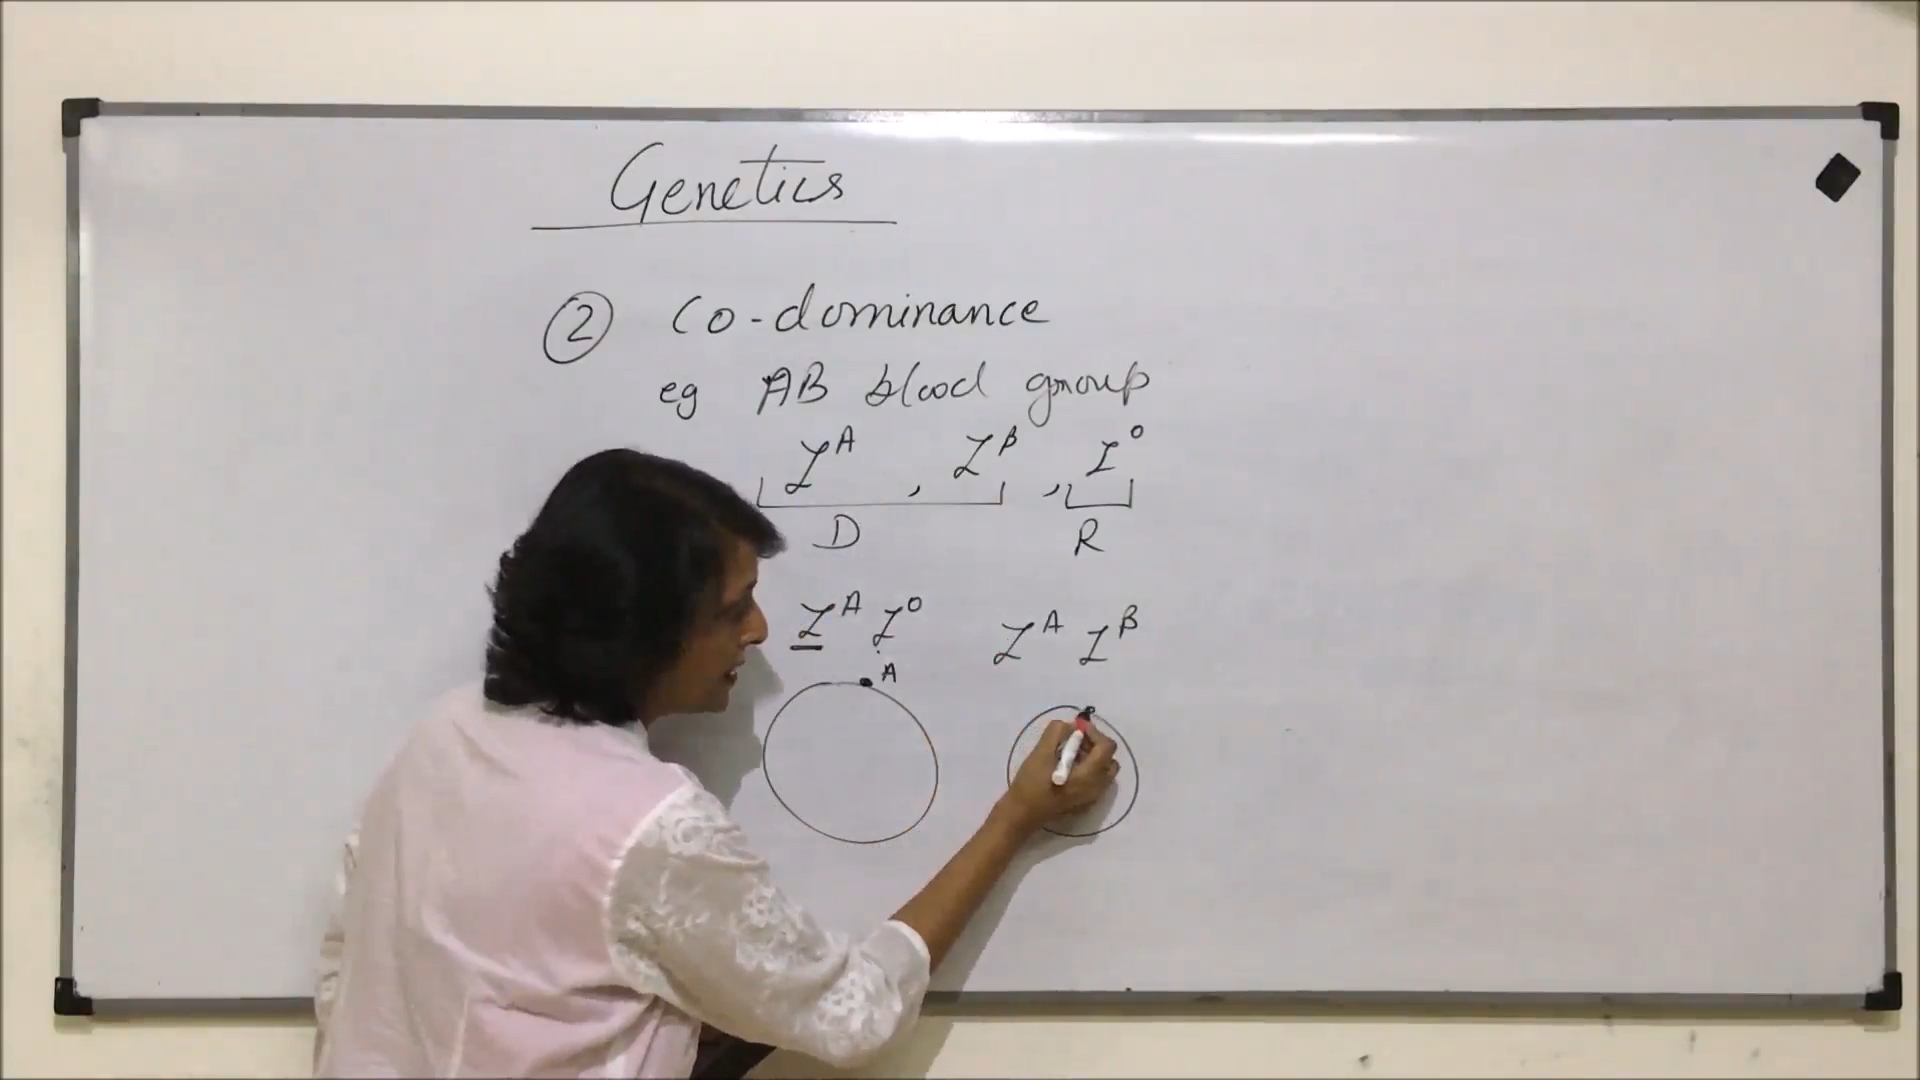 Genetics
② Co-dominance
eg AB blood group
I^A , I^B , I^O
D R
I^A I^O I^A I^B
A